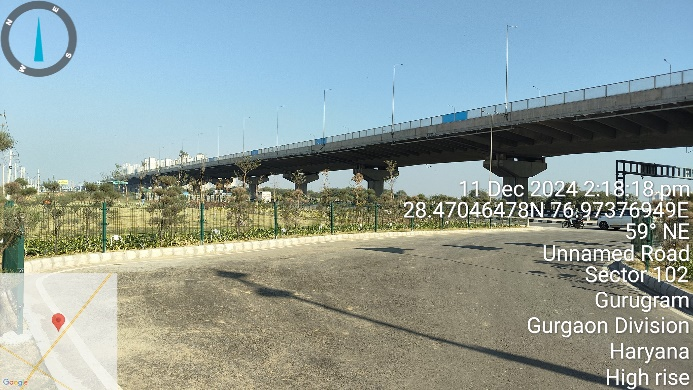 N
E
S
W
11 Dec 2024 2:18:18 pm
28.47046478N 76.97376949E
59° NE
Unnamed Road
Sector 102
Gurugram
Gurgaon Division
Haryana
High rise
Google